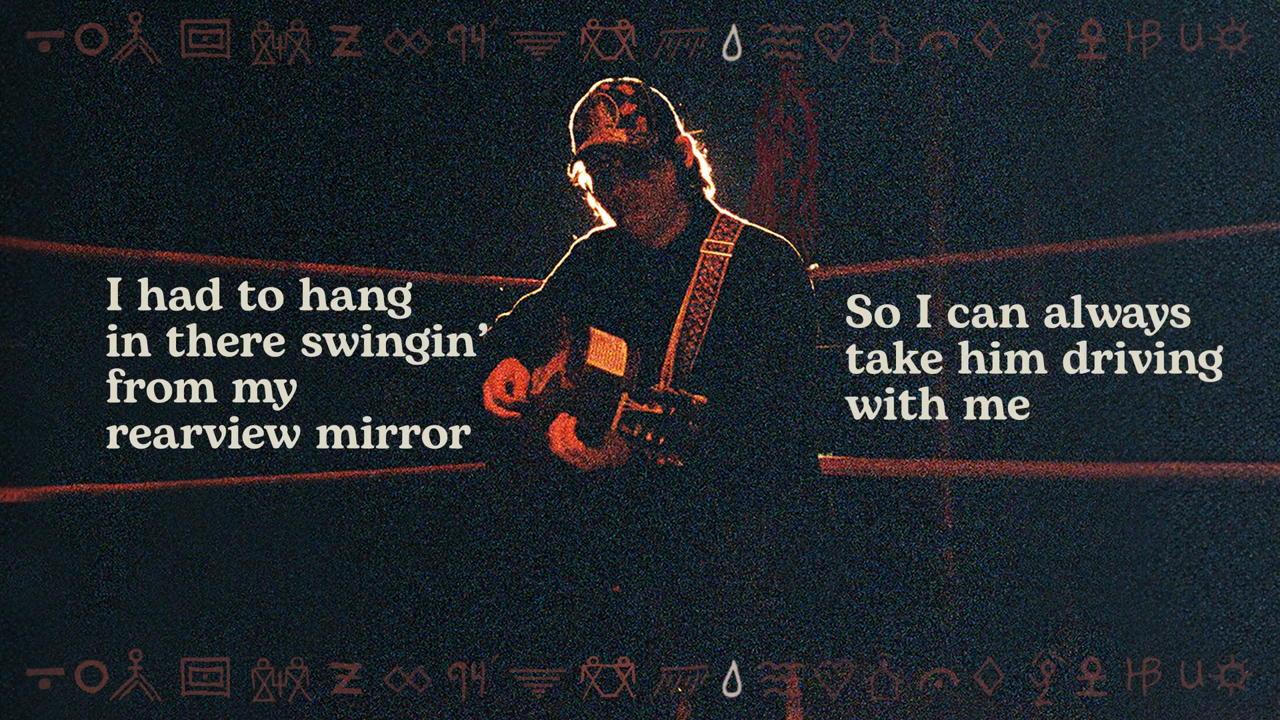 I had to hang
in there swingin’
from my
rearview mirror
So I can always
take him driving
with me